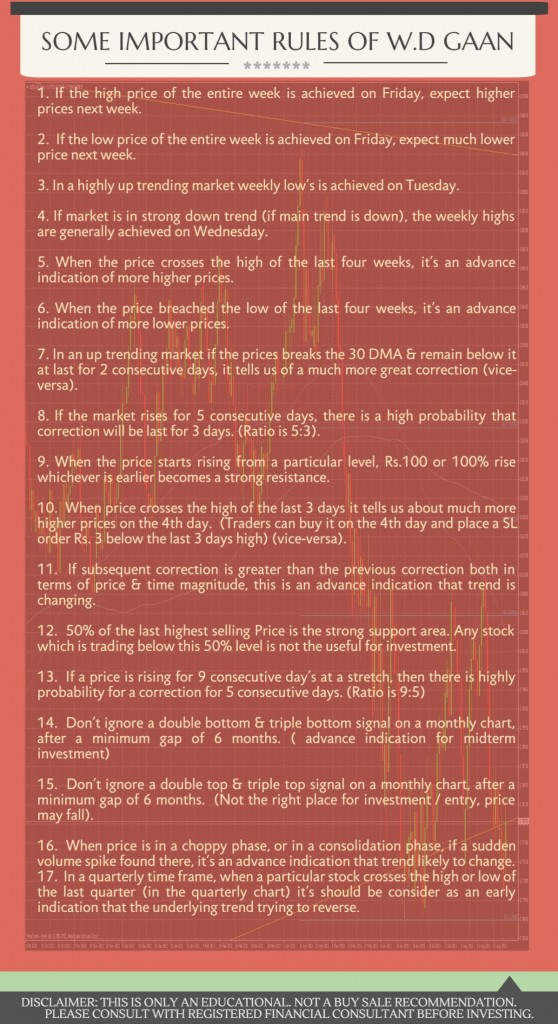 SOME IMPORTANT RULES OF W.D GAAN
*******
1. If the high price of the entire week is achieved on Friday, expect higher
prices next week.
2. If the low price of the entire week is achieved on Friday, expect much lower
price next week.
3. In a highly up trending market weekly low's is achieved on Tuesday.
4. If market is in strong down trend (if main trend is down), the weekly highs
are generally achieved on Wednesday.
5. When the price crosses the high of the last four weeks, it's an advance
indication of more higher prices.
6. When the price breached the low of the last four weeks, it's an advance
indication of more lower prices.
7. In an up trending market if the prices breaks the 30 DMA & remain below it
at last for 2 consecutive days, it tells us of a much more great correction (vice-
versa).
8. If the market rises for 5 consecutive days, there is a high probability that
correction will be last for 3 days. (Ratio is 5:3).
9. When the price starts rising from a particular level, Rs.100 or 100% rise
whichever is earlier becomes a strong resistance.
10. When price crosses the high of the last 3 days it tells us about much more
higher prices on the 4th day. (Traders can buy it on the 4th day and place a SL
order Rs. 3 below the last 3 days high) (vice-versa).
11. If subsequent correction is greater than the previous correction both in
terms of price & time magnitude, this is an advance indication that trend is
changing.
12. 50% of the last highest selling Price is the strong support area. Any stock
which is trading below this 50% level is not the useful for investment.
13. If a price is rising for 9 consecutive day's at a stretch, then there is highly
probability for a correction for 5 consecutive days. (Ratio is 9:5)
14. Don't ignore a double bottom & triple bottom signal on a monthly chart,
after a minimum gap of 6 months. ( advance indication for midterm
investment)
15. Don't ignore a double top & triple top signal on a monthly chart, after a
minimum gap of 6 months. (Not the right place for investment / entry, price
may fall).
16. When price is in a choppy phase, or in a consolidation phase, if a sudden
volume spike found there, it's an advance indication that trend likely to change.
17. In a quarterly time frame, when a particular stock crosses the high or low of
the last quarter (in the quarterly chart) it's should be consider as an early
indication that the underlying trend trying to reverse.
DISCLAIMER: THIS IS ONLY AN EDUCATIONAL. NOT A BUY SALE RECOMMENDATION.
PLEASE CONSULT WITH REGISTERED FINANCIAL CONSULTANT BEFORE INVESTING.